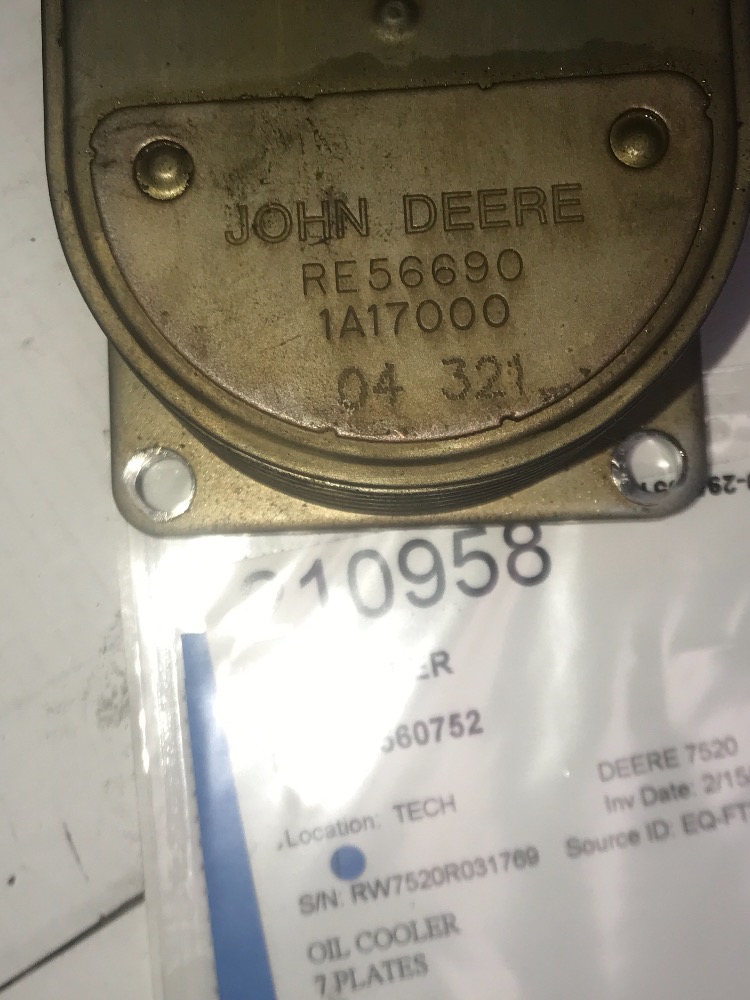 JOHN DEERE
RE56690
1A17000
04 321
10958
ER
60752
DEERE 7520
Location: TECH
Inv Date: 2/15
S/N: RW7520R031769
Source ID: EQ-FT
OIL COOLER
7 PLATES